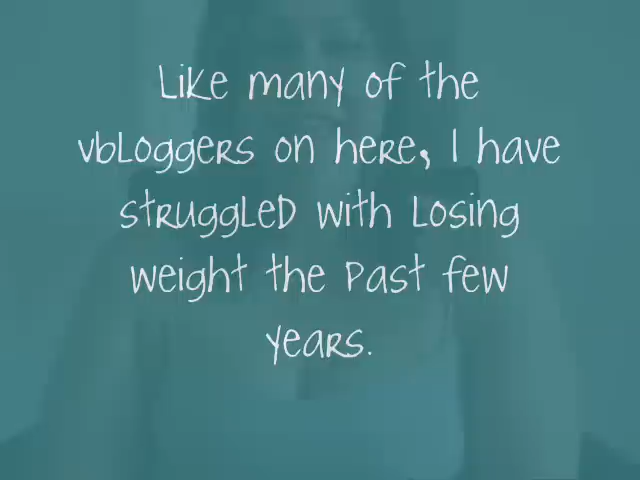 Like many of the
vbloggers on here, I have
struggled with losing
weight the past few
years.